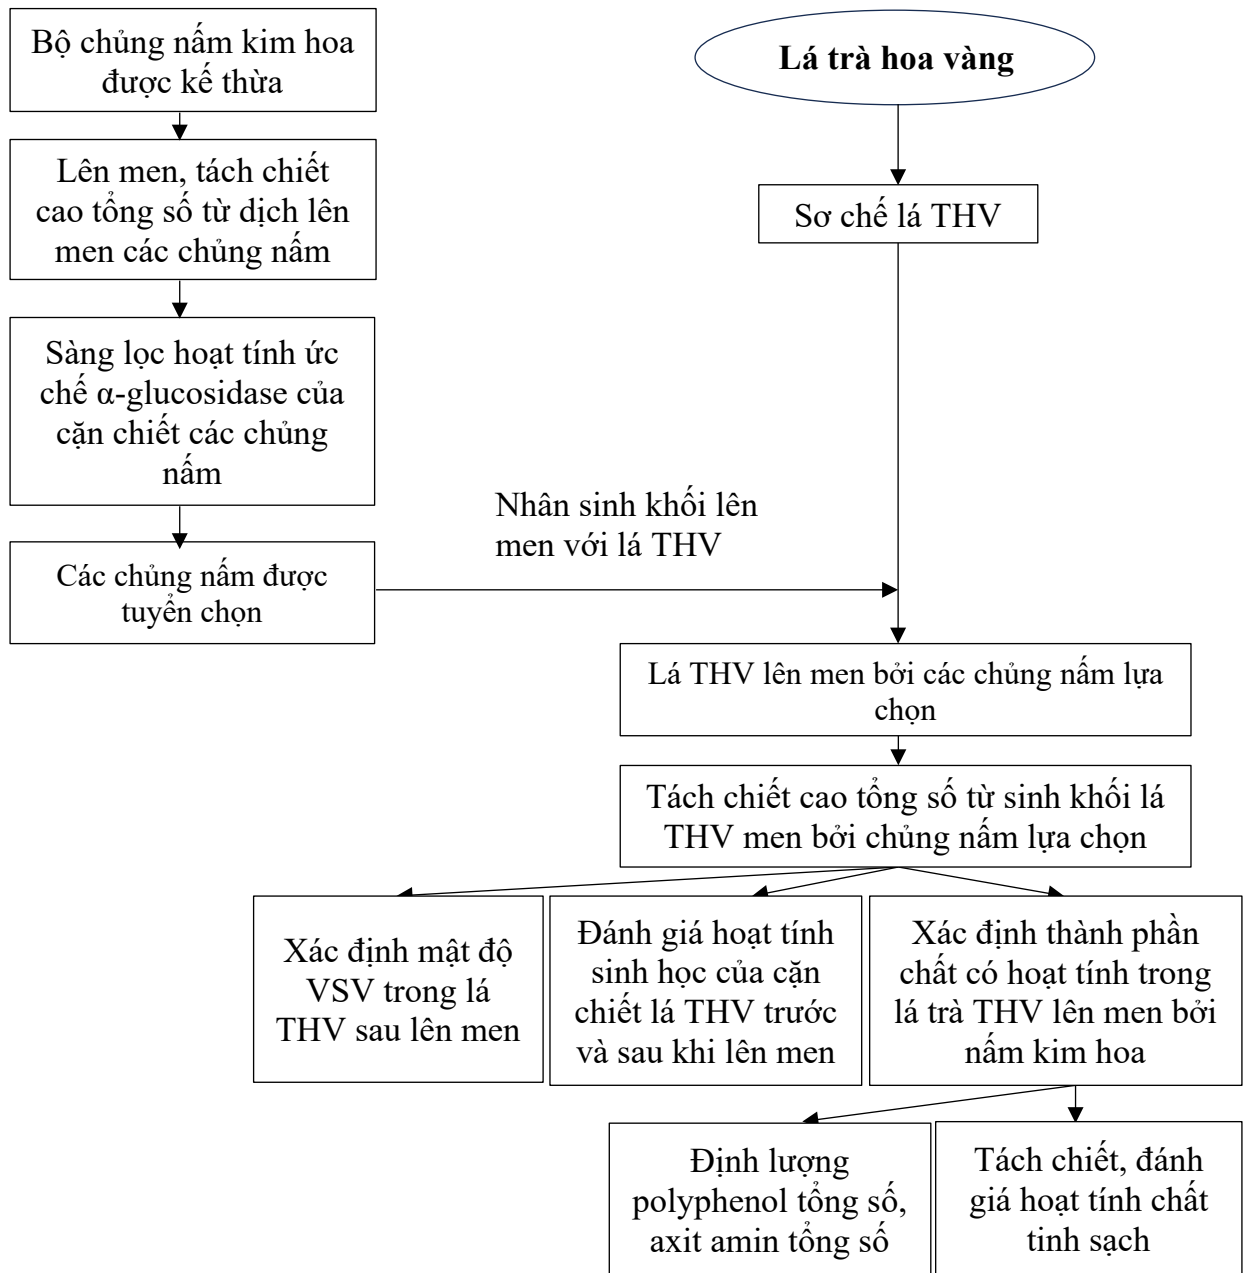 Bộ chủng nấm kim hoa
được kế thừa
Lá trà hoa vàng
Lên men, tách chiết
cao tổng số từ dịch lên
men các chủng nấm
Sơ chế lá THV
Sàng lọc hoạt tính ức
chế α-glucosidase của
cặn chiết các chủng
nấm
Nhân sinh khối lên
men với lá THV
Các chủng nấm được
tuyển chọn
Lá THV lên men bởi các chủng nấm lựa
chọn
Tách chiết cao tổng số từ sinh khối lá
THV men bởi chủng nấm lựa chọn
Xác định mật độ
VSV trong lá
THV sau lên men
Đánh giá hoạt tính
sinh học của cặn
chiết lá THV trước
và sau khi lên men
Xác định thành phần
chất có hoạt tính trong
lá trà THV lên men bởi
nấm kim hoa
Định lượng
polyphenol tổng số,
axit amin tổng số
Tách chiết, đánh
giá hoạt tính chất
tinh sạch